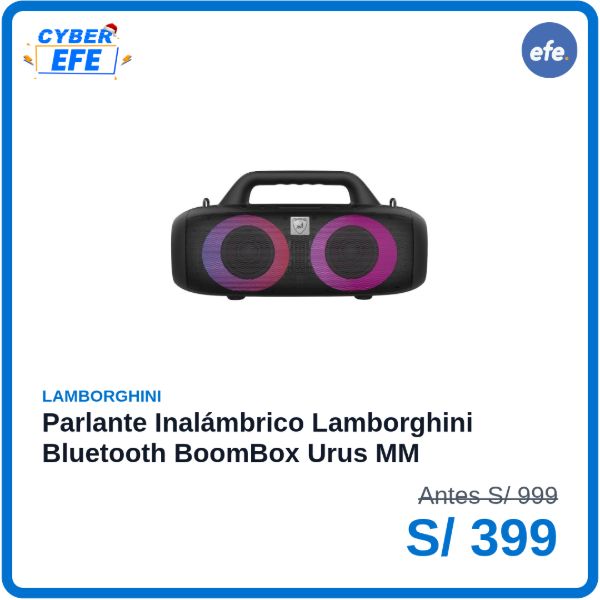 CYBER
EFE
efe.
LAMBORGHINI
Parlante Inalámbrico Lamborghini
Bluetooth BoomBox Urus MM
Antes S/ 999
S/ 399